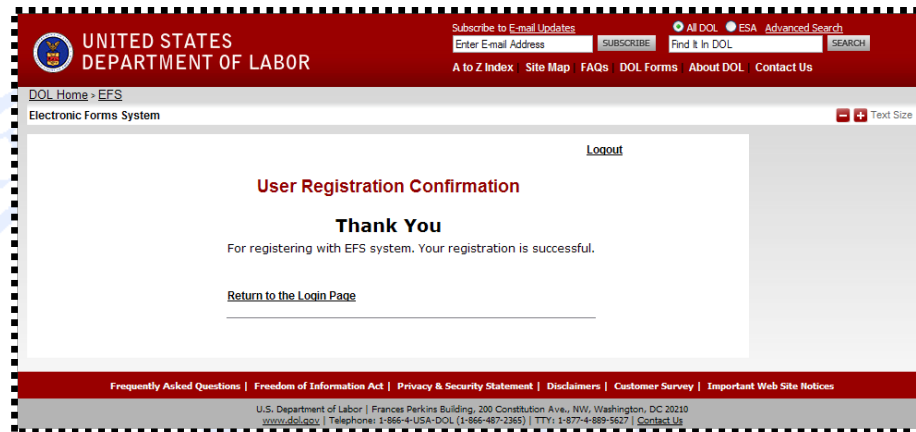 UNITED STATES
DEPARTMENT OF LABOR
Subscribe to E-mail Updates
All DOL ESA Advanced Search
Enter E-mail Address SUBSCRIBE Find It In DOL SEARCH
A to Z Index | Site Map | FAQs | DOL Forms | About DOL | Contact Us
DOL Home > EFS
Electronic Forms System
Text Size
Logout
User Registration Confirmation
Thank You
For registering with EFS system. Your registration is successful.
Return to the Login Page
Frequently Asked Questions | Freedom of Information Act | Privacy & Security Statement | Disclaimers | Customer Survey | Important Web Site Notices
U.S. Department of Labor | Frances Perkins Building, 200 Constitution Ave., NW, Washington, DC 20210
www.dol.gov | Telephone: 1-866-4-USA-DOL (1-866-487-2365) | TTY: 1-877-4-889-5627 | Contact Us